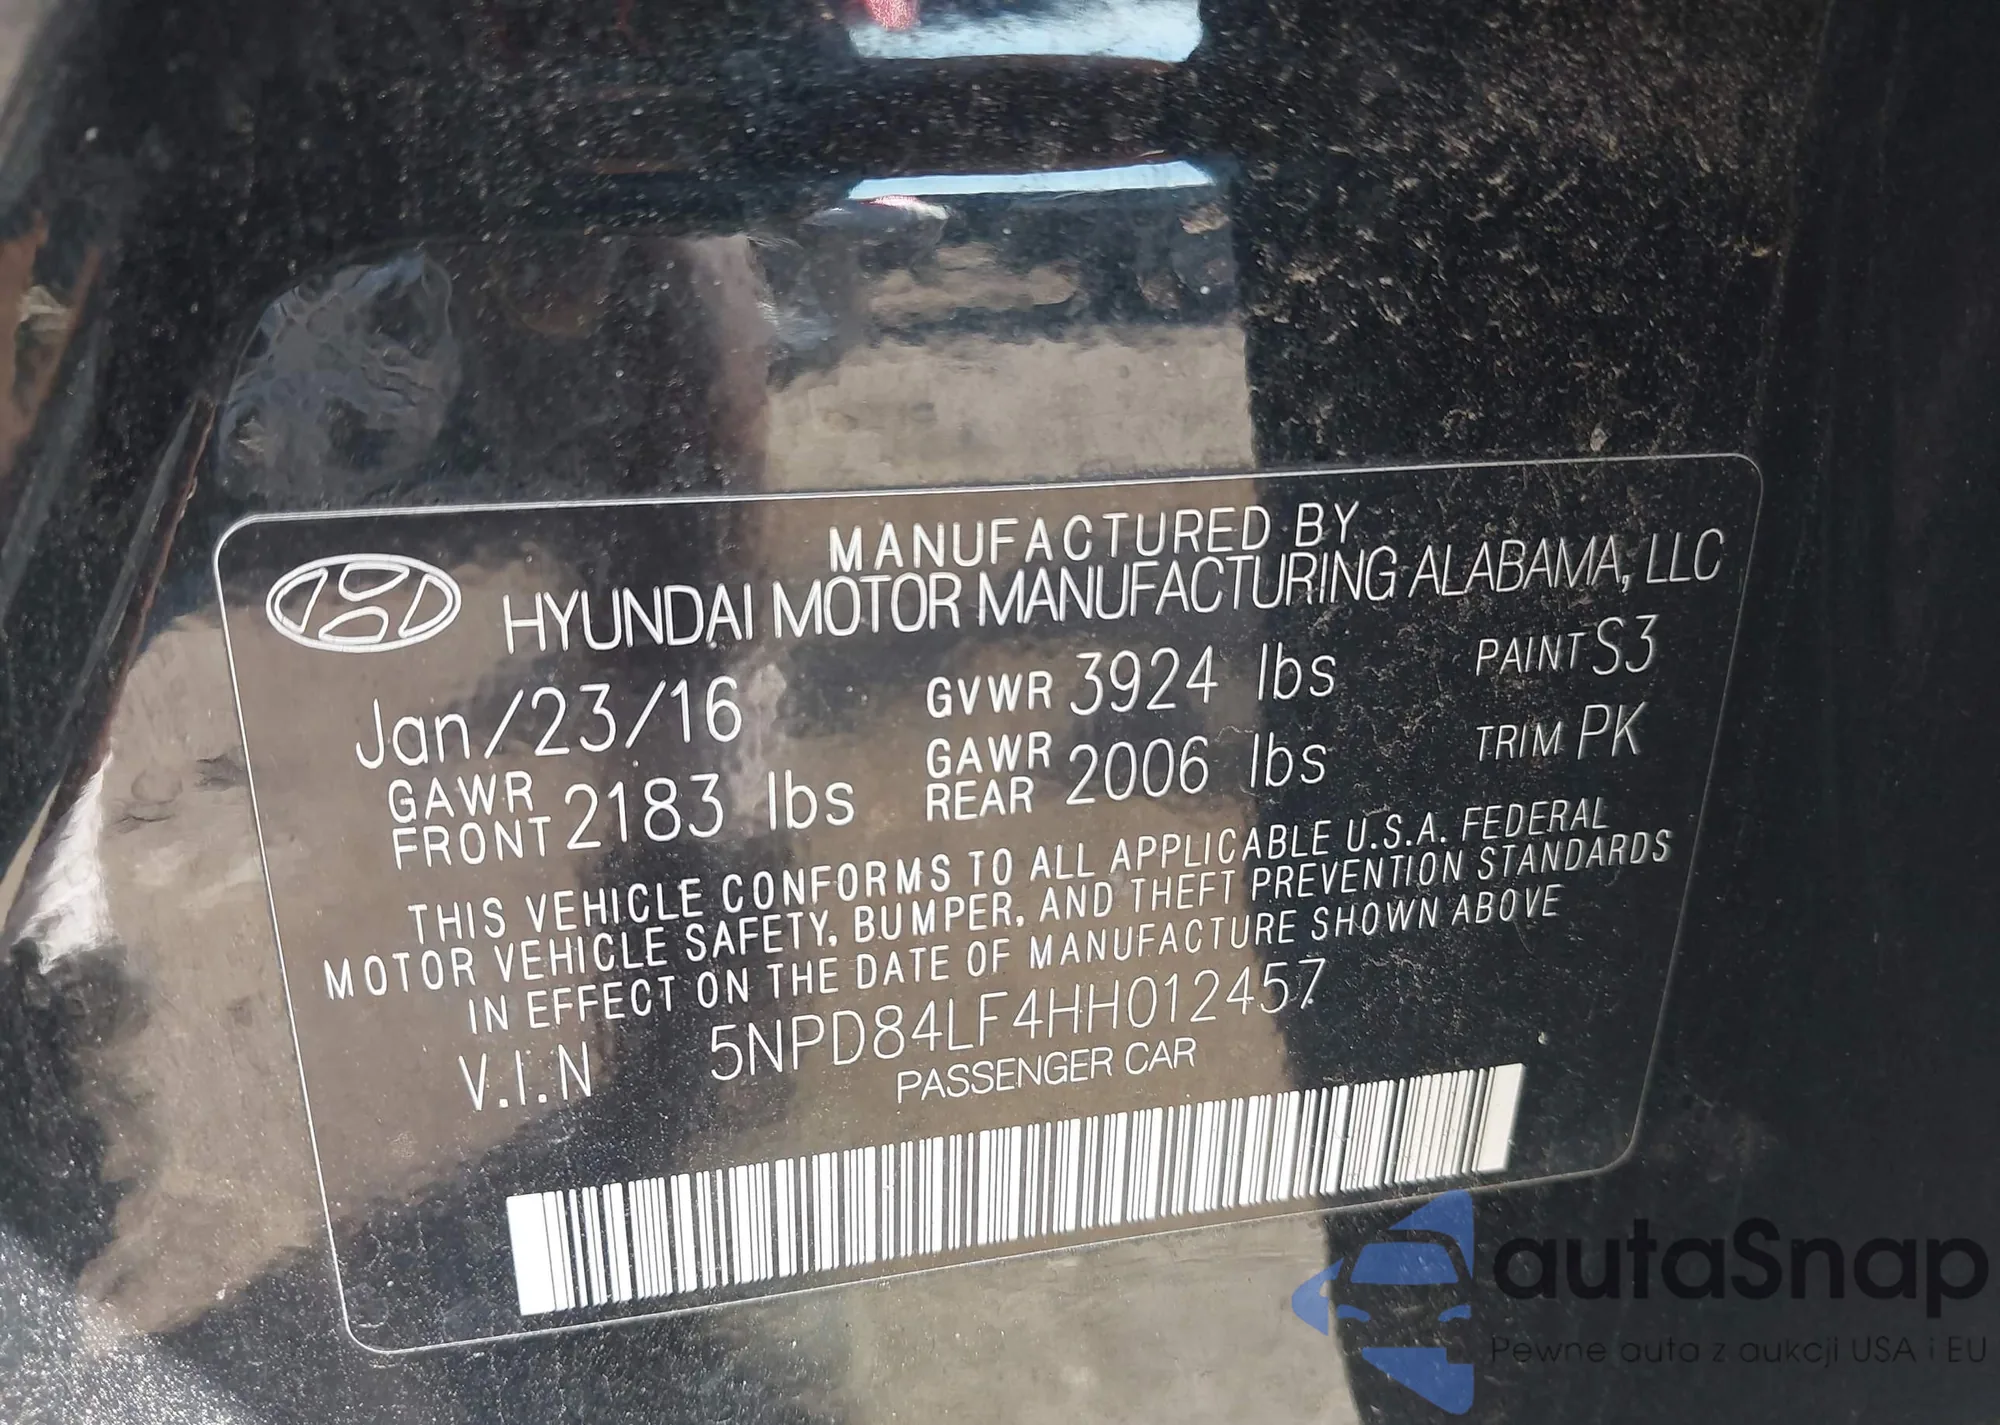 MANUFACTURED BY
HYUNDAI MOTOR MANUFACTURING ALABAMA, LLC
Jan/23/16 GVWR 3924 lbs PAINT S3
GAWR FRONT 2183 lbs GAWR REAR 2006 lbs TRIM PK
THIS VEHICLE CONFORMS TO ALL APPLICABLE U.S.A. FEDERAL
MOTOR VEHICLE SAFETY, BUMPER, AND THEFT PREVENTION STANDARDS
IN EFFECT ON THE DATE OF MANUFACTURE SHOWN ABOVE
V.I.N 5NPD84LF4HH012457
PASSENGER CAR
autaSnap
Pewne auta z aukcji USA i EU